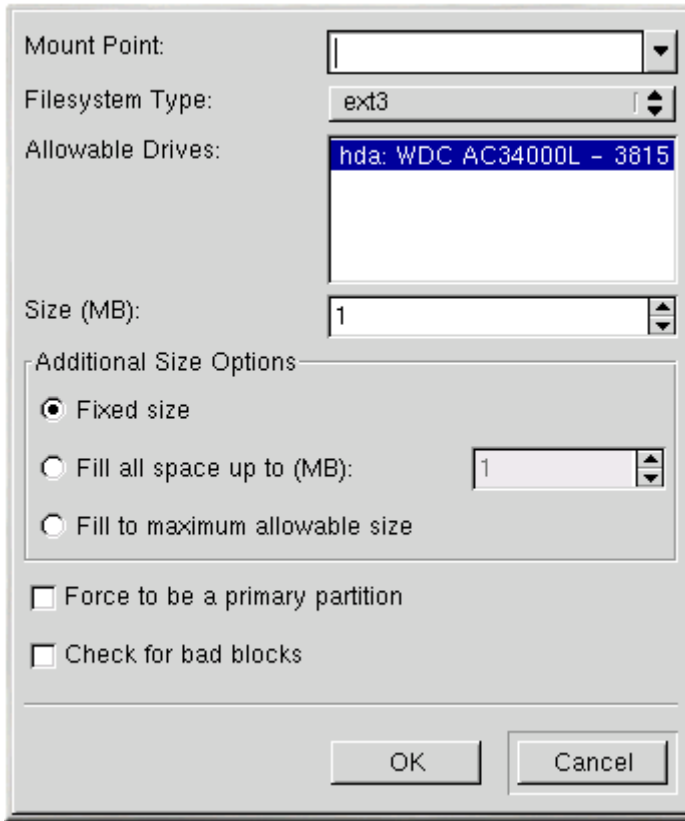 Mount Point:
Filesystem Type: ext3
Allowable Drives: hda: WDC AC34000L - 3815
Size (MB): 1
Additional Size Options
Fixed size
Fill all space up to (MB): 1
Fill to maximum allowable size
Force to be a primary partition
Check for bad blocks
OK Cancel